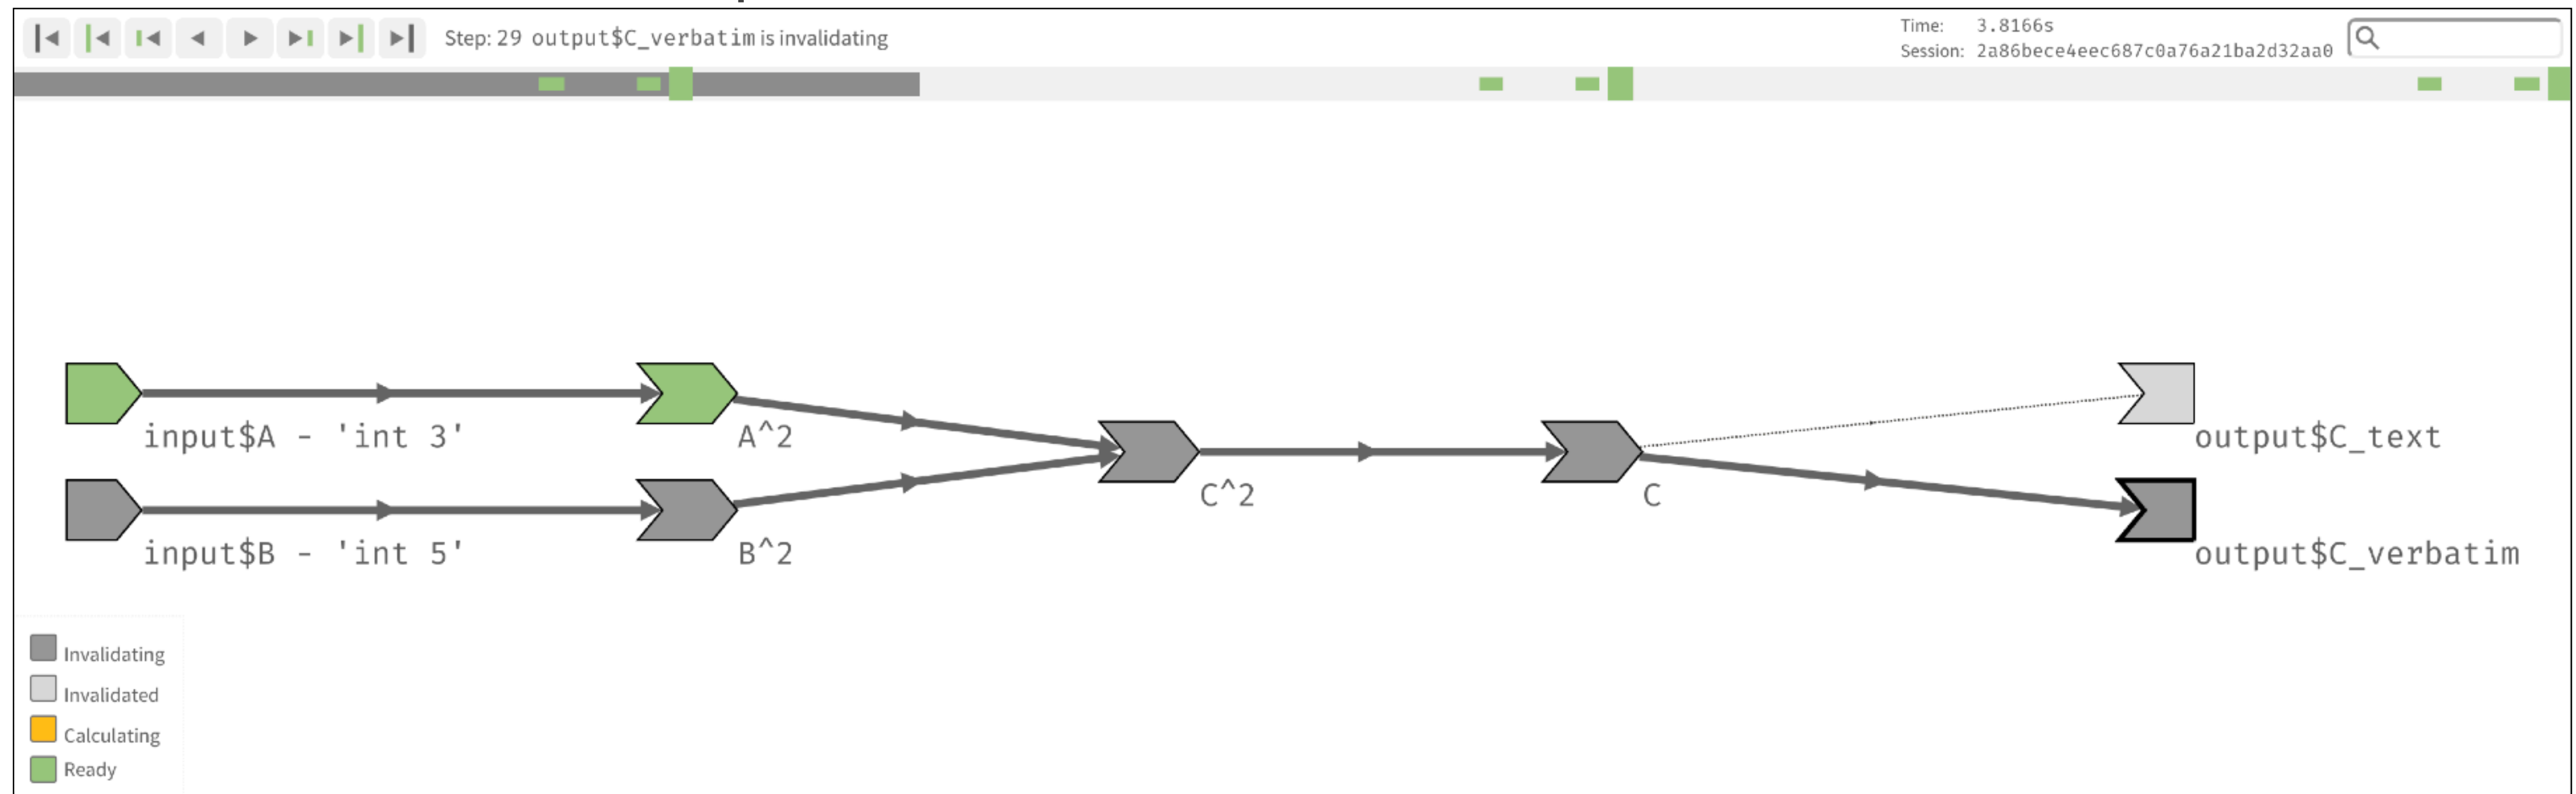 Step: 29 output$C_verbatim is invalidating
Time: 3.8166s
Session: 2a86bece4eec687c0a76a21ba2d32aa0
input$A - 'int 3'
A^2
output$C_text
C^2
C
input$B - 'int 5'
B^2
output$C_verbatim
Invalidating
Invalidated
Calculating
Ready